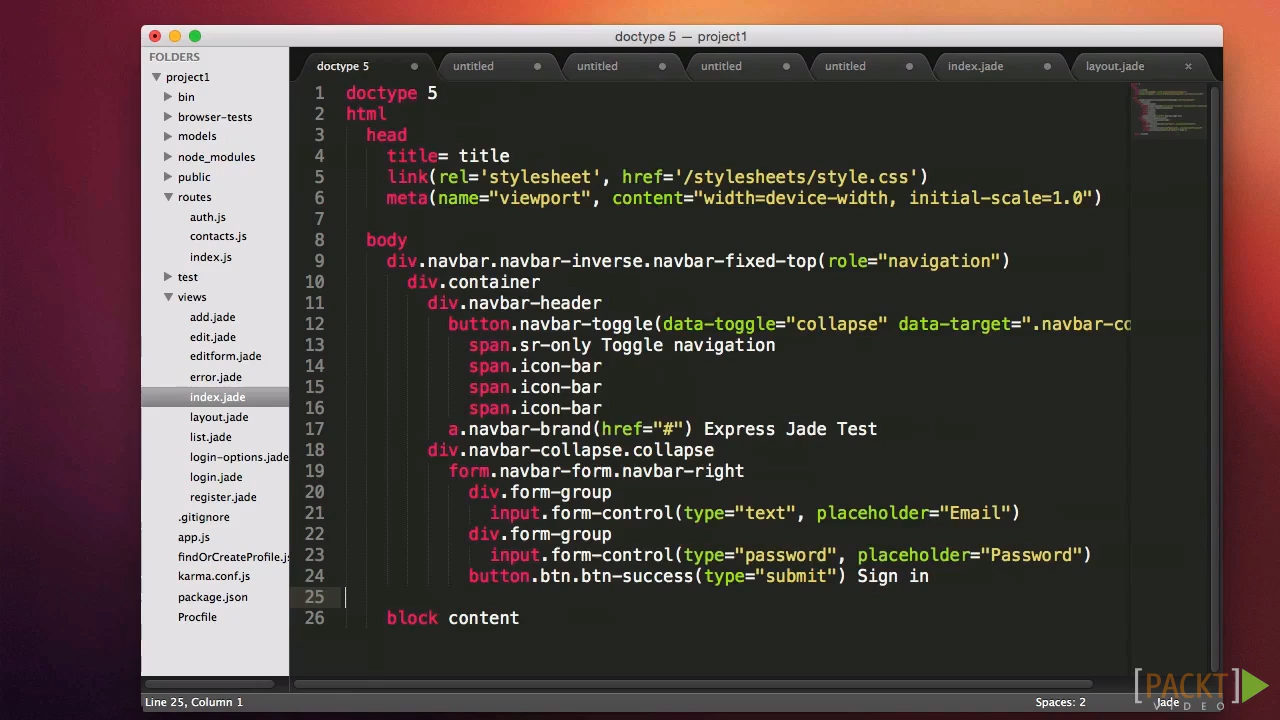 doctype 5 — project1
FOLDERS
project1
bin
browser-tests
models
node_modules
public
routes
auth.js
contacts.js
index.js
test
views
add.jade
edit.jade
editform.jade
error.jade
index.jade
layout.jade
list.jade
login-options.jade
login.jade
register.jade
.gitignore
app.js
findOrCreateProfile.js
karma.conf.js
package.json
Procfile
doctype 5
untitled
untitled
untitled
untitled
index.jade
layout.jade
1 doctype 5
2 html
3 head
4 title= title
5 link(rel='stylesheet', href='/stylesheets/style.css')
6 meta(name="viewport", content="width=device-width, initial-scale=1.0")
7
8 body
9 div.navbar.navbar-inverse.navbar-fixed-top(role="navigation")
10 div.container
11 div.navbar-header
12 button.navbar-toggle(data-toggle="collapse" data-target=".navbar-co
13 span.sr-only Toggle navigation
14 span.icon-bar
15 span.icon-bar
16 span.icon-bar
17 a.navbar-brand(href="#") Express Jade Test
18 div.navbar-collapse.collapse
19 form.navbar-form.navbar-right
20 div.form-group
21 input.form-control(type="text", placeholder="Email")
22 div.form-group
23 input.form-control(type="password", placeholder="Password")
24 button.btn.btn-success(type="submit") Sign in
25
26 block content
Line 25, Column 1
Spaces: 2
Jade
[PACKT]
VIDEO